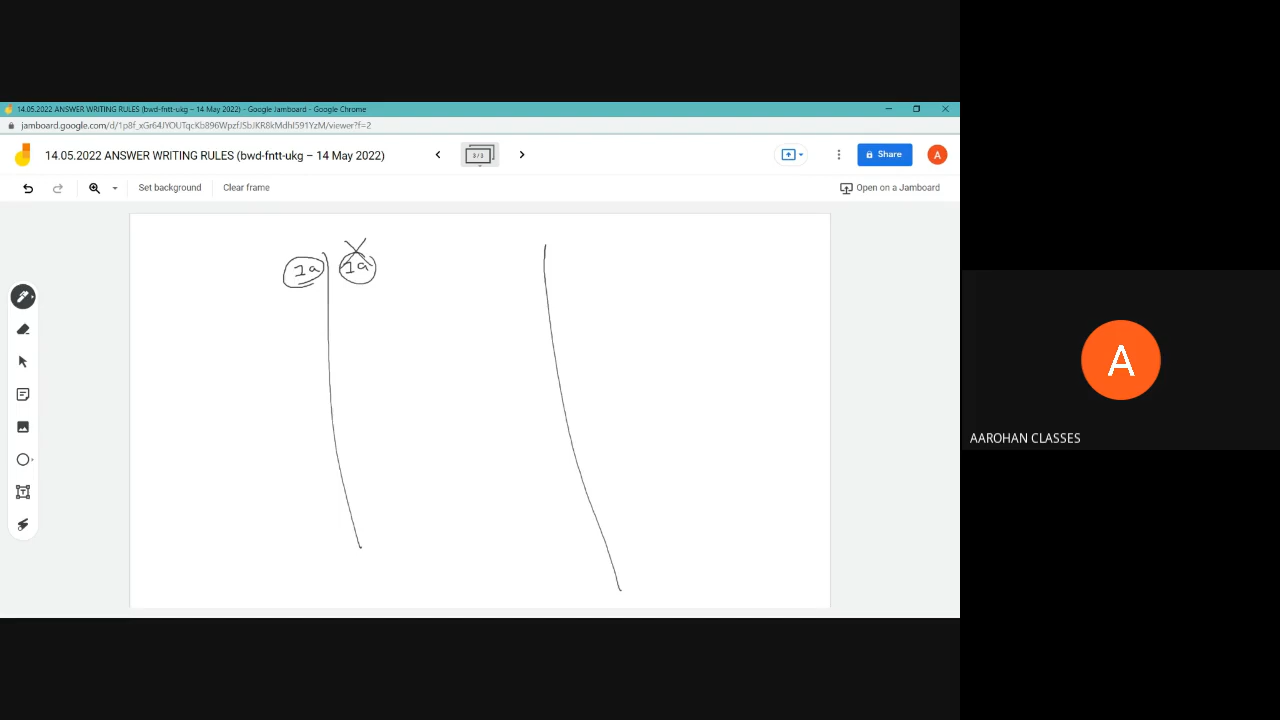 14.05.2022 ANSWER WRITING RULES (bwd-fntt-ukg – 14 May 2022) - Google Jamboard - Google Chrome
14.05.2022 ANSWER WRITING RULES (bwd-fntt-ukg – 14 May 2022)
3 / 3
Share
A
Set background
Clear frame
Open on a Jamboard
1a
1a
A
AAROHAN CLASSES